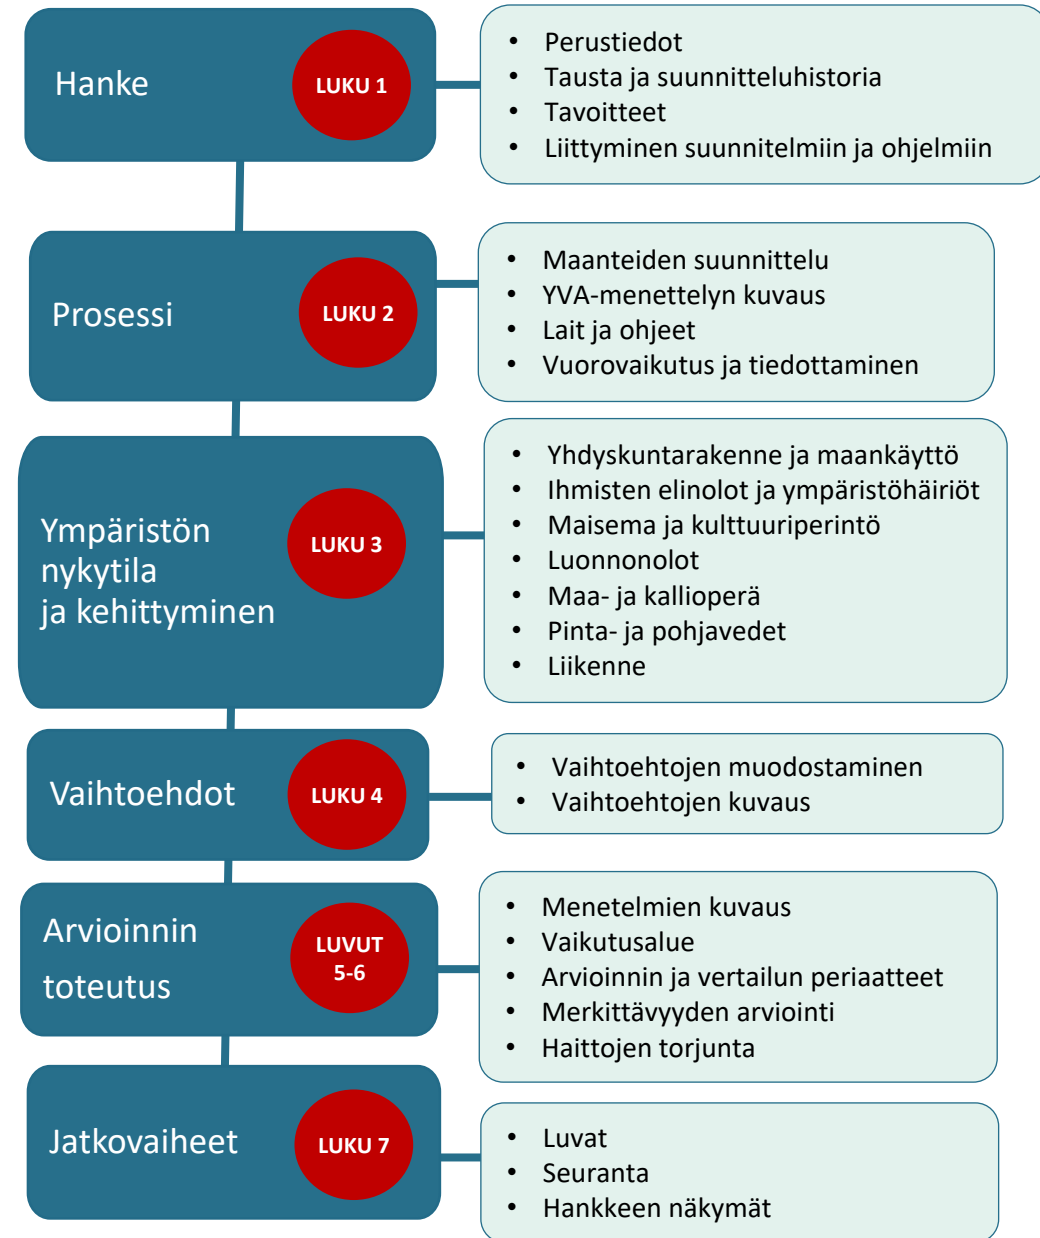 Hanke
LUKU 1
• Perustiedot
• Tausta ja suunnitteluhistoria
• Tavoitteet
• Liittyminen suunnitelmiin ja ohjelmiin
Prosessi
LUKU 2
• Maanteiden suunnittelu
• YVA-menettelyn kuvaus
• Lait ja ohjeet
• Vuorovaikutus ja tiedottaminen
Ympäristön
nykytila
ja kehittyminen
LUKU 3
• Yhdyskuntarakenne ja maankäyttö
• Ihmisten elinolot ja ympäristöhäiriöt
• Maisema ja kulttuuriperintö
• Luonnonolot
• Maa- ja kallioperä
• Pinta- ja pohjavedet
• Liikenne
Vaihtoehdot
LUKU 4
• Vaihtoehtojen muodostaminen
• Vaihtoehtojen kuvaus
Arvioinnin
toteutus
LUVUT
5-6
• Menetelmien kuvaus
• Vaikutusalue
• Arvioinnin ja vertailun periaatteet
• Merkittävyyden arviointi
• Haittojen torjunta
Jatkovaiheet
LUKU 7
• Luvat
• Seuranta
• Hankkeen näkymät